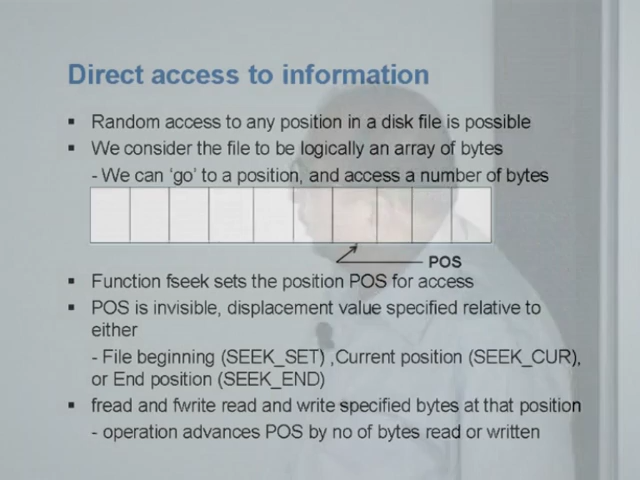 Direct access to information
▪ Random access to any position in a disk file is possible
▪ We consider the file to be logically an array of bytes
- We can ‘go’ to a position, and access a number of bytes
POS
▪ Function fseek sets the position POS for access
▪ POS is invisible, displacement value specified relative to
either
- File beginning (SEEK_SET) ,Current position (SEEK_CUR),
or End position (SEEK_END)
▪ fread and fwrite read and write specified bytes at that position
- operation advances POS by no of bytes read or written